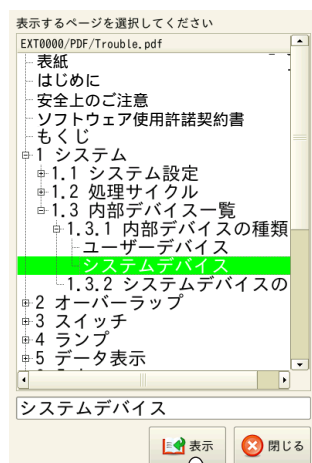 表示するページを選択してください
EXT0000/PDF/Trouble.pdf
表紙
はじめに
安全上のご注意
ソフトウェア使用許諾契約書
もくじ
1 システム
1.1 システム設定
1.2 処理サイクル
1.3 内部デバイス一覧
1.3.1 内部デバイスの種類
ユーザーデバイス
システムデバイス
1.3.2 システムデバイスの
2 オーバーラップ
3 スイッチ
4 ランプ
5 データ表示
システムデバイス
表示
閉じる